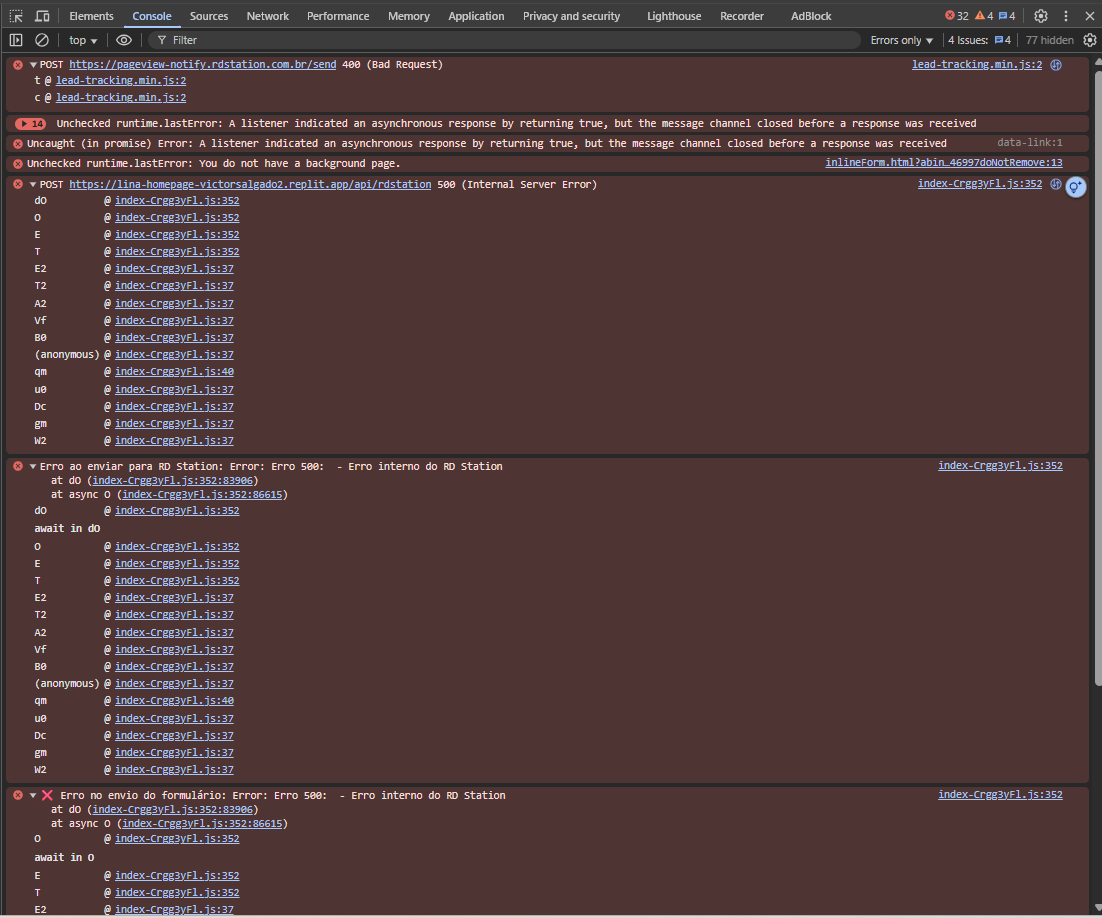 Elements Console Sources Network Performance Memory Application Privacy and security Lighthouse Recorder AdBlock 32 4 4
top Filter Errors only 4 Issues: 4 77 hidden
POST https://pageview-notify.rdstation.com.br/send 400 (Bad Request) lead-tracking.min.js:2
t @ lead-tracking.min.js:2
c @ lead-tracking.min.js:2
14 Unchecked runtime.lastError: A listener indicated an asynchronous response by returning true, but the message channel closed before a response was received
Uncaught (in promise) Error: A listener indicated an asynchronous response by returning true, but the message channel closed before a response was received data-link:1
Unchecked runtime.lastError: You do not have a background page. inlineForm.html?abin…46997doNotRemove:13
POST https://lina-homepage-victorsalgado2.replit.app/api/rdstation 500 (Internal Server Error) index-Crgg3yFl.js:352
dO @ index-Crgg3yFl.js:352
O @ index-Crgg3yFl.js:352
E @ index-Crgg3yFl.js:352
T @ index-Crgg3yFl.js:352
E2 @ index-Crgg3yFl.js:37
T2 @ index-Crgg3yFl.js:37
A2 @ index-Crgg3yFl.js:37
Vf @ index-Crgg3yFl.js:37
B0 @ index-Crgg3yFl.js:37
(anonymous) @ index-Crgg3yFl.js:37
qm @ index-Crgg3yFl.js:40
u0 @ index-Crgg3yFl.js:37
Dc @ index-Crgg3yFl.js:37
gm @ index-Crgg3yFl.js:37
W2 @ index-Crgg3yFl.js:37
Erro ao enviar para RD Station: Error: Erro 500:  - Erro interno do RD Station index-Crgg3yFl.js:352
at dO (index-Crgg3yFl.js:352:83906)
at async O (index-Crgg3yFl.js:352:86615)
dO @ index-Crgg3yFl.js:352
await in dO
O @ index-Crgg3yFl.js:352
E @ index-Crgg3yFl.js:352
T @ index-Crgg3yFl.js:352
E2 @ index-Crgg3yFl.js:37
T2 @ index-Crgg3yFl.js:37
A2 @ index-Crgg3yFl.js:37
Vf @ index-Crgg3yFl.js:37
B0 @ index-Crgg3yFl.js:37
(anonymous) @ index-Crgg3yFl.js:37
qm @ index-Crgg3yFl.js:40
u0 @ index-Crgg3yFl.js:37
Dc @ index-Crgg3yFl.js:37
gm @ index-Crgg3yFl.js:37
W2 @ index-Crgg3yFl.js:37
❌ Erro no envio do formulário: Error: Erro 500:  - Erro interno do RD Station index-Crgg3yFl.js:352
at dO (index-Crgg3yFl.js:352:83906)
at async O (index-Crgg3yFl.js:352:86615)
O @ index-Crgg3yFl.js:352
await in O
E @ index-Crgg3yFl.js:352
T @ index-Crgg3yFl.js:352
E2 @ index-Crgg3yFl.js:37